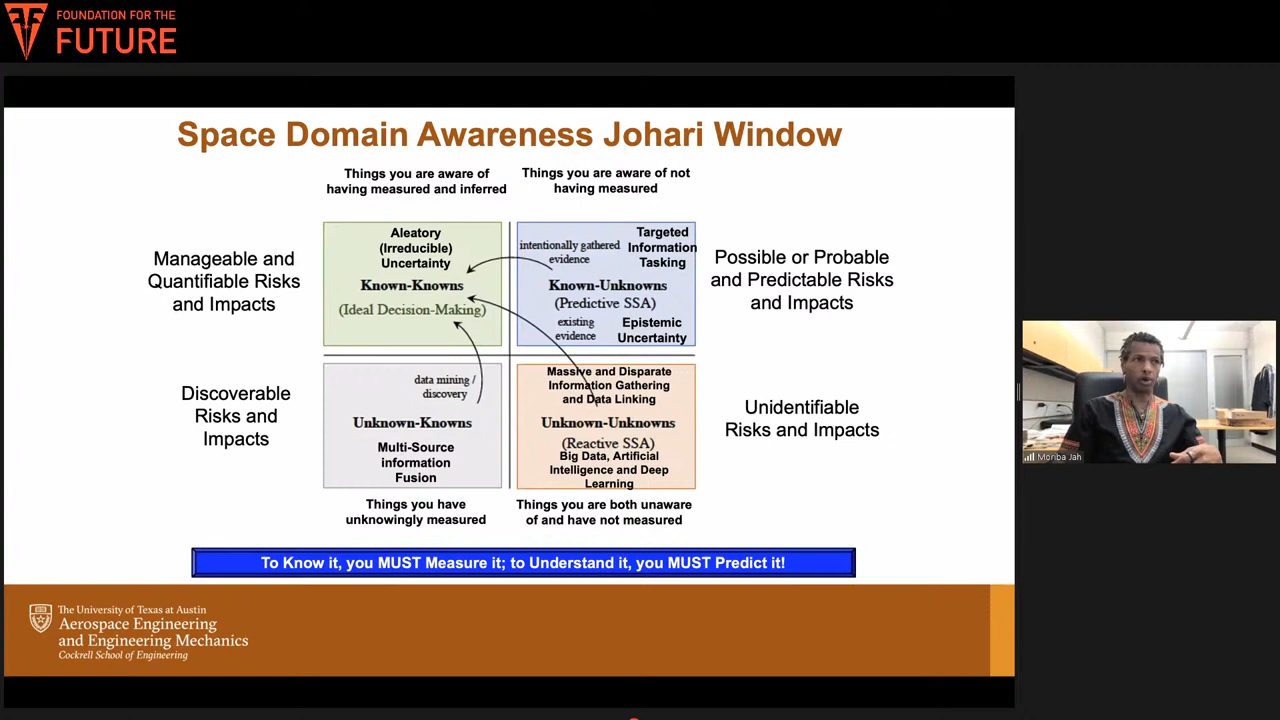 FOUNDATION FOR THE
FUTURE
Space Domain Awareness Johari Window
Things you are aware of
having measured and inferred
Things you are aware of not
having measured
Manageable and
Quantifiable Risks
and Impacts
Aleatory
(Irreducible)
Uncertainty
Known-Knowns
(Ideal Decision-Making)
intentionally gathered
evidence
Targeted
Information
Tasking
Known-Unknowns
(Predictive SSA)
existing
evidence
Epistemic
Uncertainty
Possible or Probable
and Predictable Risks
and Impacts
Discoverable
Risks and
Impacts
data mining /
discovery
Unknown-Knowns
Multi-Source
information
Fusion
Massive and Disparate
Information Gathering
and Data Linking
Unknown-Unknowns
(Reactive SSA)
Big Data, Artificial
Intelligence and Deep
Learning
Unidentifiable
Risks and Impacts
Things you have
unknowingly measured
Things you are both unaware
of and have not measured
To Know it, you MUST Measure it; to Understand it, you MUST Predict it!
The University of Texas at Austin
Aerospace Engineering
and Engineering Mechanics
Cockrell School of Engineering
Moriba Jah